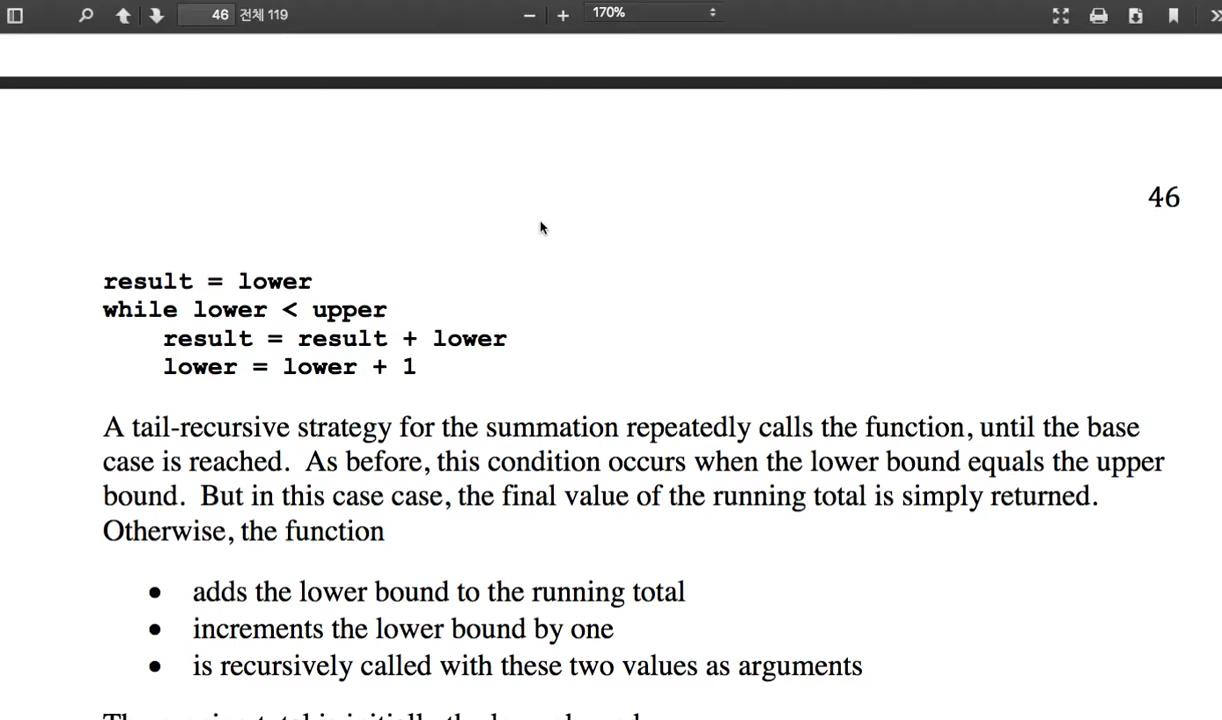 46 전체 119
170%
46
result = lower
while lower < upper
result = result + lower
lower = lower + 1
A tail-recursive strategy for the summation repeatedly calls the function, until the base
case is reached. As before, this condition occurs when the lower bound equals the upper
bound. But in this case case, the final value of the running total is simply returned.
Otherwise, the function
• adds the lower bound to the running total
• increments the lower bound by one
• is recursively called with these two values as arguments